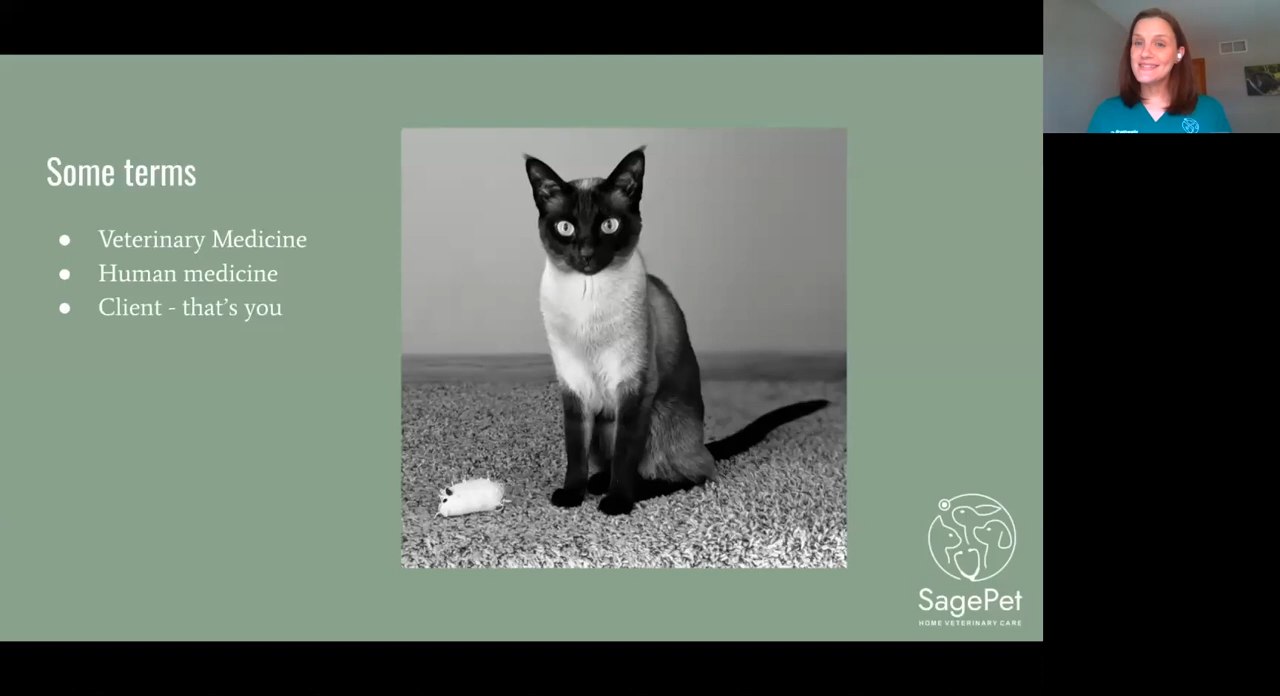 Some terms
● Veterinary Medicine
● Human medicine
● Client - that’s you
SagePet
HOME VETERINARY CARE